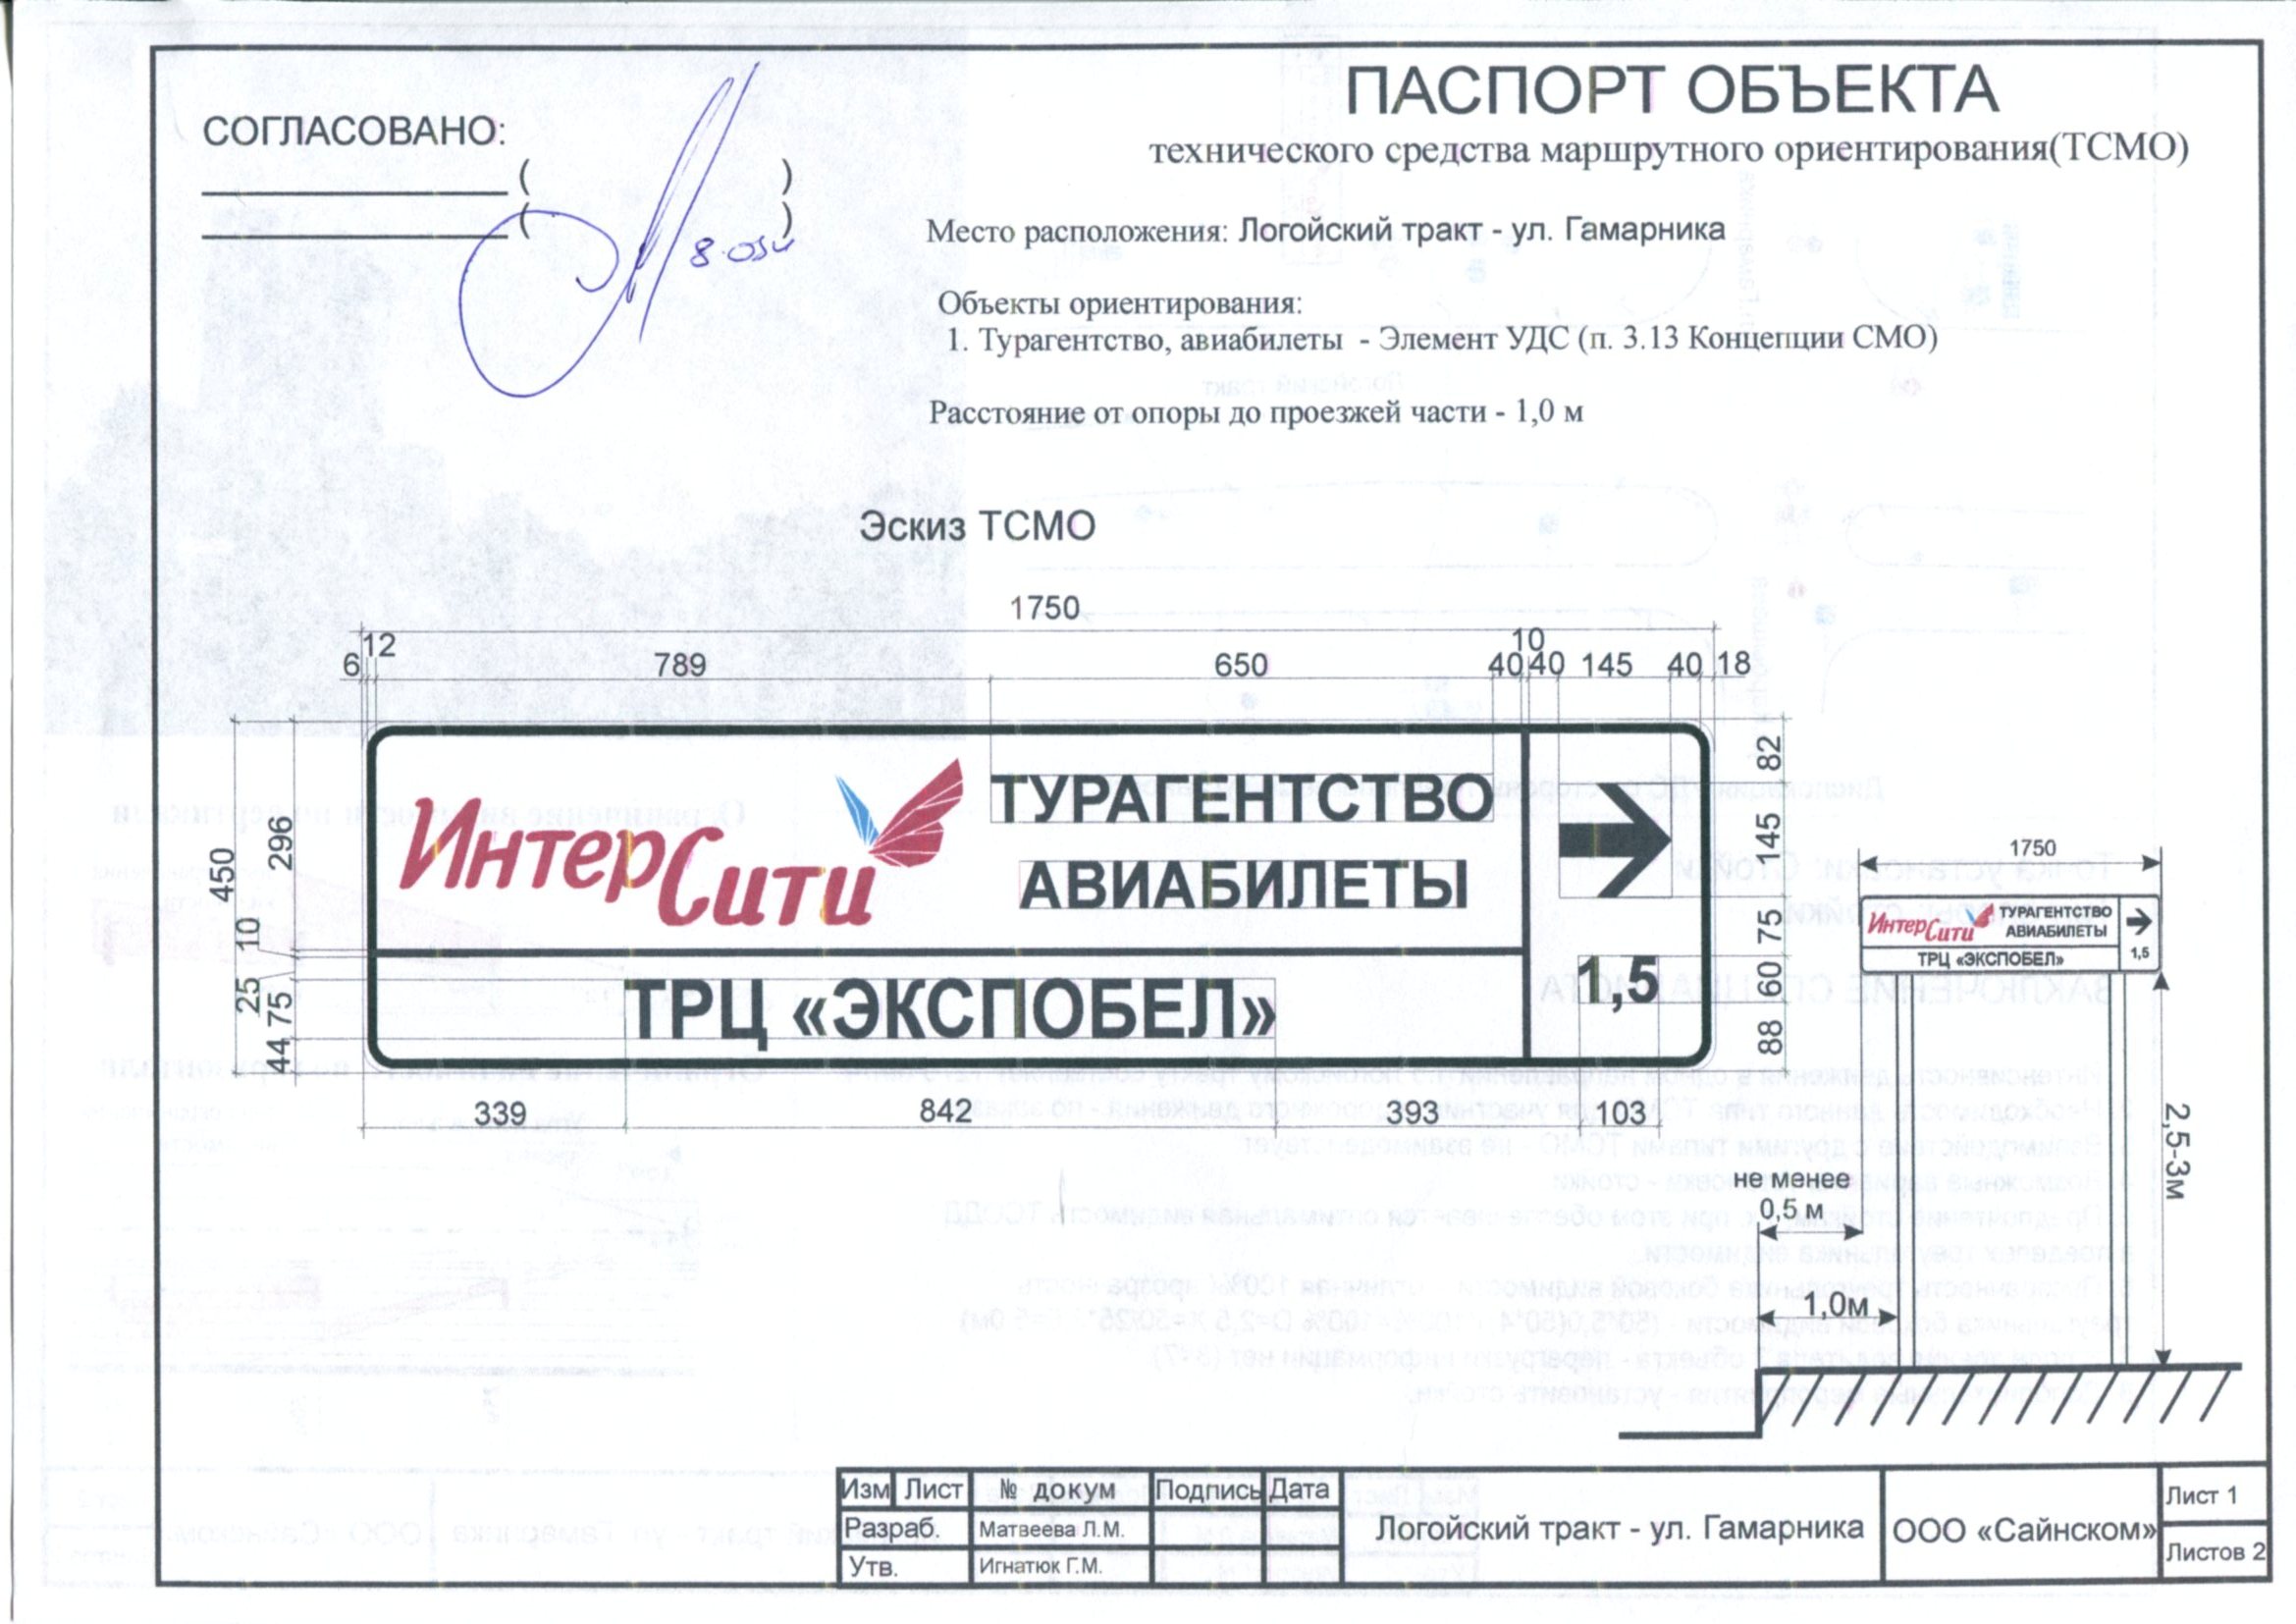 ПАСПОРТ ОБЪЕКТА
технического средства маршрутного ориентирования(ТСМО)
СОГЛАСОВАНО:
( )
( )
Место расположения: Логойский тракт - ул. Гамарника
Объекты ориентирования:
1. Турагентство, авиабилеты - Элемент УДС (п. 3.13 Концепции СМО)
Расстояние от опоры до проезжей части - 1,0 м
Эскиз ТСМО
1750
6 12 789 650 40 10 40 145 40 18
450 296 10 25 75 44
ИнтерСити
ТУРАГЕНТСТВО
АВИАБИЛЕТЫ
ТРЦ «ЭКСПОБЕЛ»
1,5
82 145 75 60 88
339 842 393 103
1750
ИнтерСити
ТУРАГЕНТСТВО
АВИАБИЛЕТЫ
ТРЦ «ЭКСПОБЕЛ»
1,5
2,5-3м
не менее
0,5 м
1,0м
Изм Лист № докум Подпись Дата
Разраб. Матвеева Л.М.
Утв. Игнатюк Г.М.
Логойский тракт - ул. Гамарника
ООО «Сайнском»
Лист 1
Листов 2